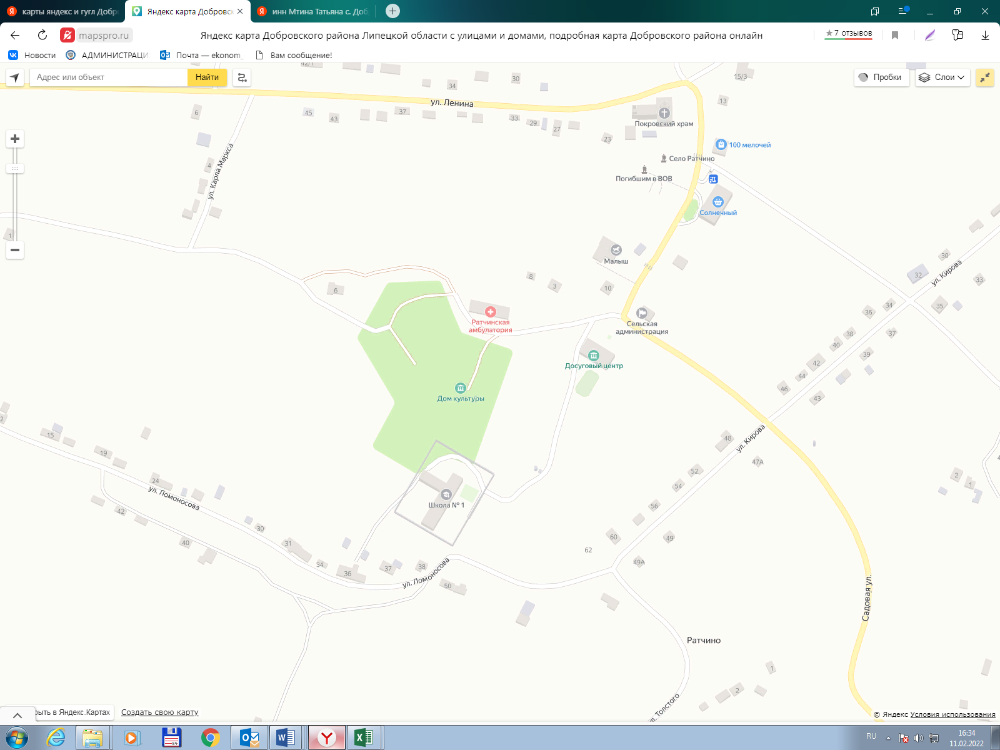 карты яндекс и гугл Добро
Яндекс карта Добровск
инн Мтина Татьяна с. Доб
mapspro.ru
Яндекс карта Добровского района Липецкой области с улицами и домами, подробная карта Добровского района онлайн
7 отзывов
Новости
АДМИНИСТРАЦИ
Почта — ekonom_
Вам сообщение!
Адрес или объект
Найти
Пробки
Слои
42/1
34
30
15/3
ул. Ленина
13
6
45
43
37
33
29
27
23
Покровский храм
100 мелочей
Село Ратчино
Погибшим в ВОВ
4
ул. Карла Маркса
Солнечный
1
Малыш
30
32
ул. Кирова
33
8
3
10
6
36
34
35
Ратчинская
амбулатория
Сельская
администрация
38
37
40
39
42
Досуговый центр
44
46
43
Дом культуры
2
15
19
48
ул. Кирова
47А
52
54
2
1
24
ул. Ломоносова
42
Школа № 1
56
30
31
40
60
49
62
34
36
37
38
49А
ул. Ломоносова
50
Садовая ул.
Ратчино
1
2
ул. Толстого
рыть в Яндекс.Картах
Создать свою карту
© Яндекс Условия использования
RU
16:34
11.02.2022